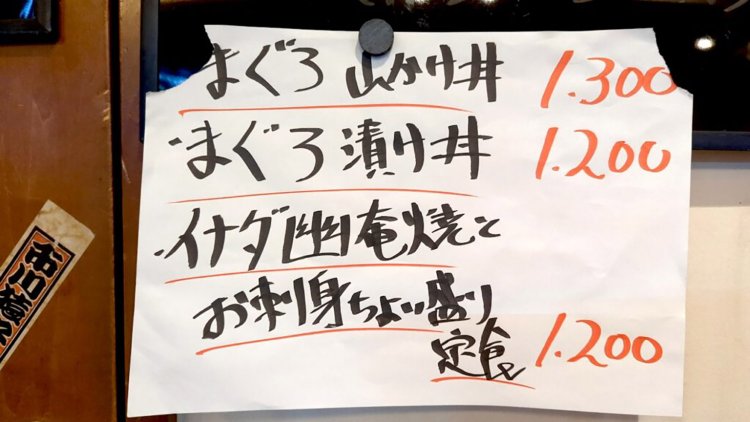 ・まぐろ山かけ丼 1.300
・まぐろ漬け丼 1.200
・イナダ幽庵焼と
お刺身ちょい盛り
定食 1.200